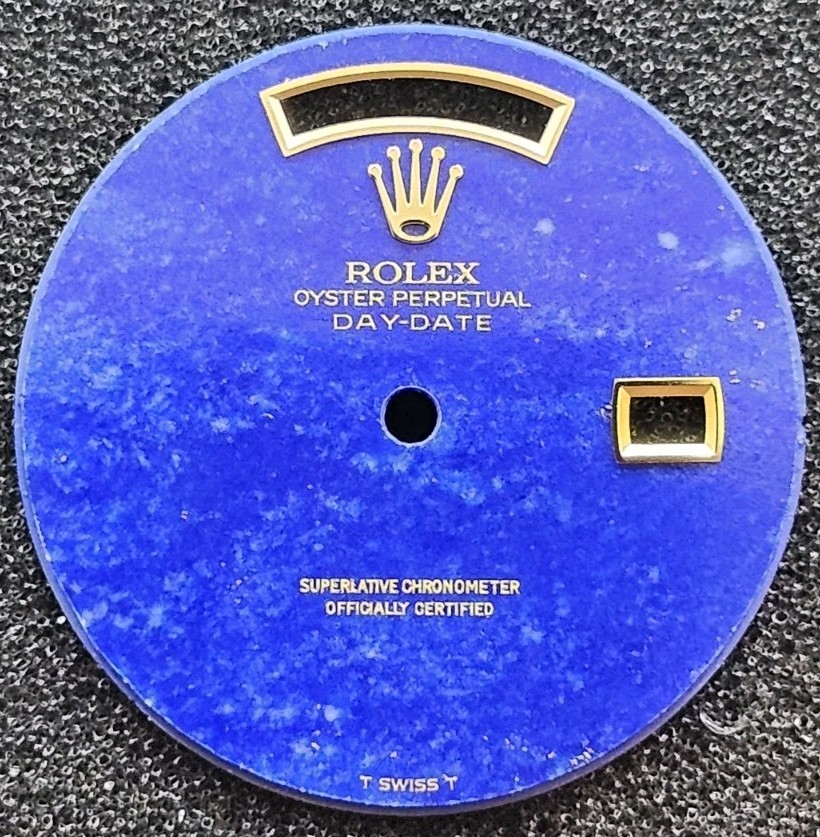 ROLEX
OYSTER PERPETUAL
DAY-DATE
SUPERLATIVE CHRONOMETER
OFFICIALLY CERTIFIED
T SWISS T